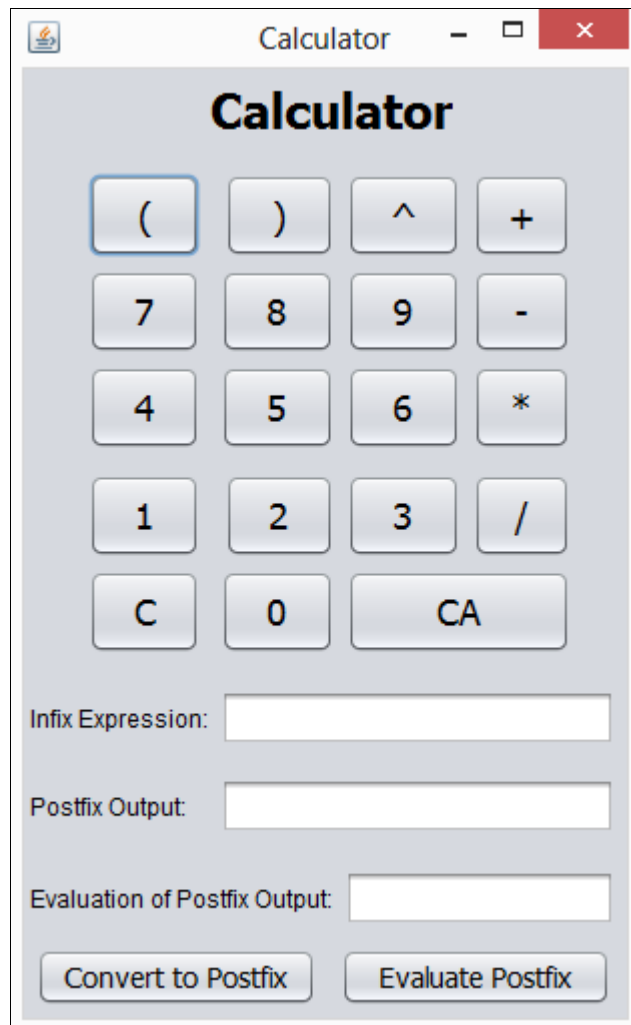 Calculator
Calculator
( ) ^ +
7 8 9 -
4 5 6 *
1 2 3 /
C 0 CA
Infix Expression:
Postfix Output:
Evaluation of Postfix Output:
Convert to Postfix Evaluate Postfix